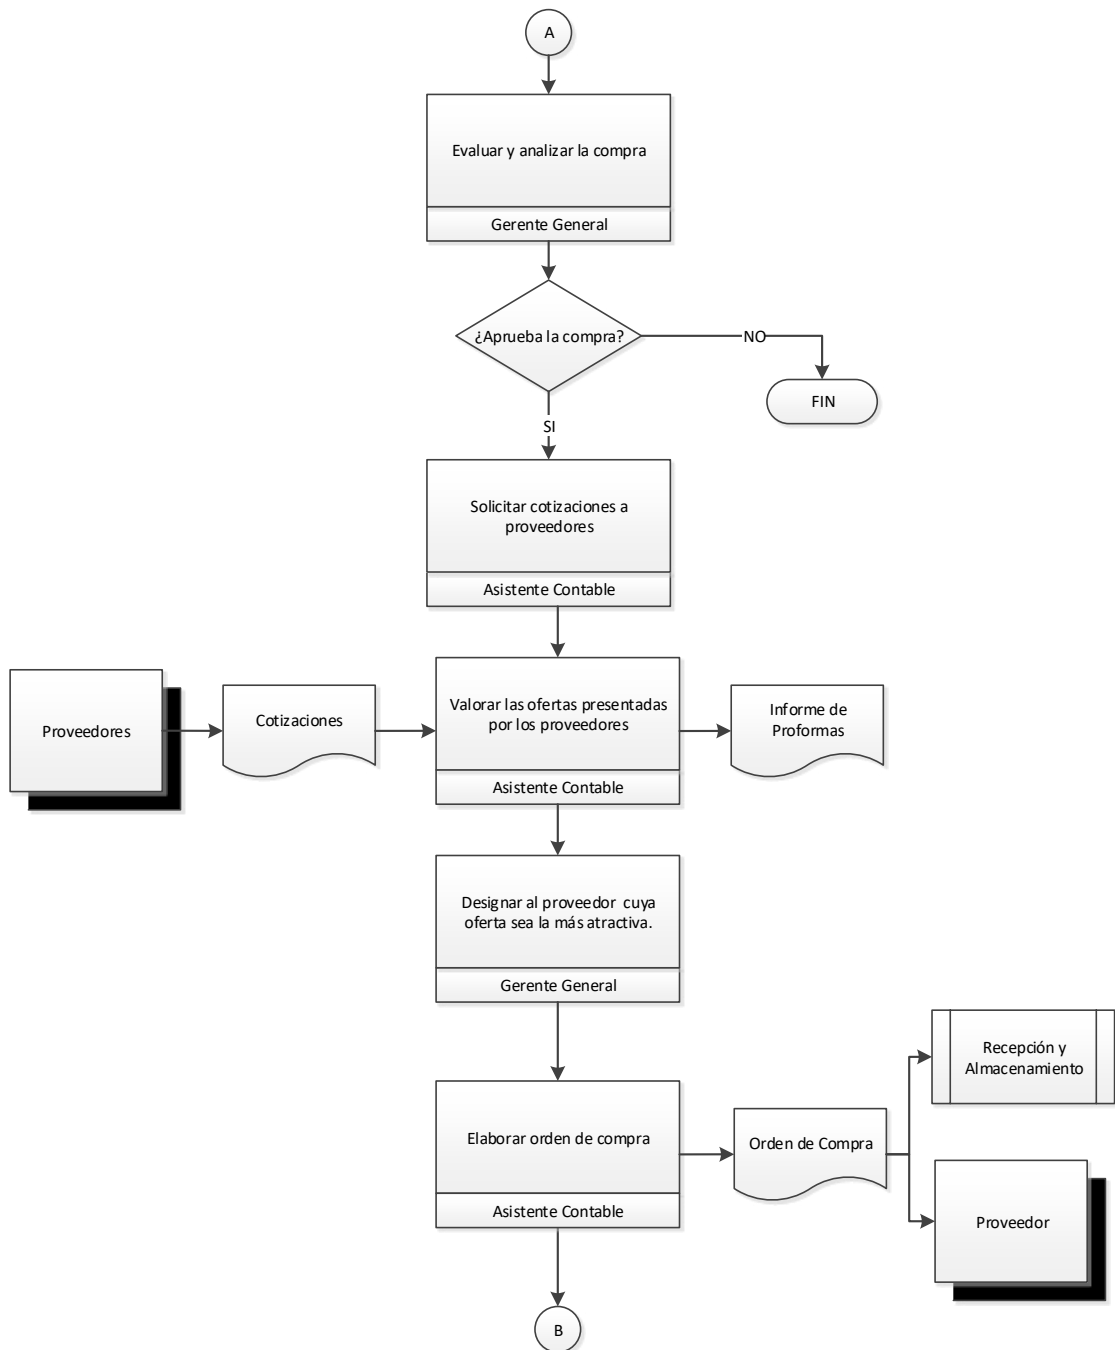 A
Evaluar y analizar la compra
Gerente General
¿Aprueba la compra?
NO
FIN
SI
Solicitar cotizaciones a
proveedores
Asistente Contable
Proveedores
Cotizaciones
Valorar las ofertas presentadas
por los proveedores
Asistente Contable
Informe de
Proformas
Designar al proveedor cuya
oferta sea la más atractiva.
Gerente General
Elaborar orden de compra
Asistente Contable
Orden de Compra
Recepción y
Almacenamiento
Proveedor
B